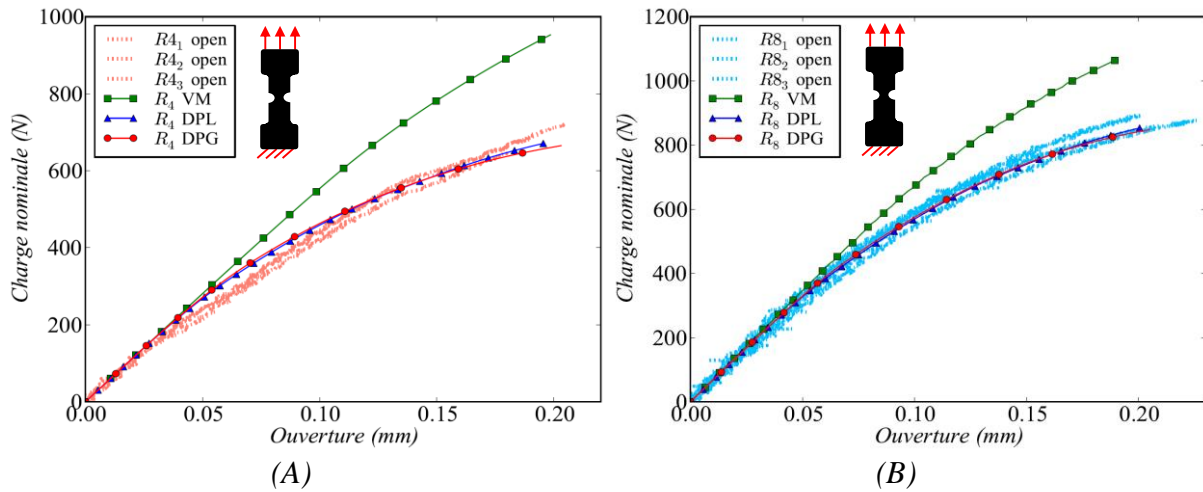 1000
800
600
400
200
0
Charge nominale (N)
R4₁ open
R4₂ open
R4₃ open
R₄ VM
R₄ DPL
R₄ DPG
0.00 0.05 0.10 0.15 0.20
Ouverture (mm)
(A)
1200
1000
800
600
400
200
0
Charge nominale (N)
R8₁ open
R8₂ open
R8₃ open
R₈ VM
R₈ DPL
R₈ DPG
0.00 0.05 0.10 0.15 0.20
Ouverture (mm)
(B)